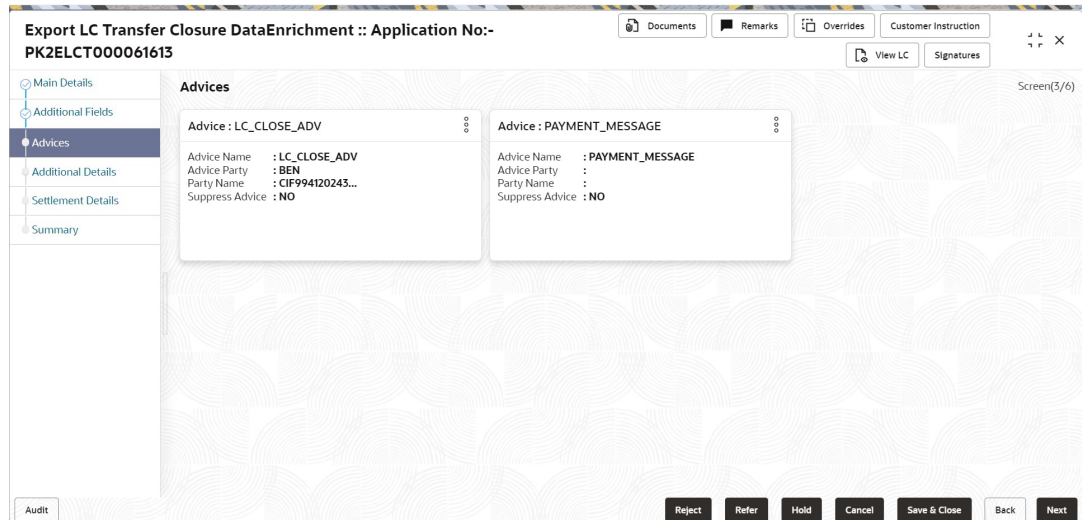 Export LC Transfer Closure DataEnrichment :: Application No:-
PK2ELCT000061613
Documents
Remarks
Overrides
Customer Instruction
View LC
Signatures
Main Details
Additional Fields
Advices
Additional Details
Settlement Details
Summary
Advices
Screen(3/6)
Advice : LC_CLOSE_ADV
Advice Name : LC_CLOSE_ADV
Advice Party : BEN
Party Name : CIF994120243...
Suppress Advice : NO
Advice : PAYMENT_MESSAGE
Advice Name : PAYMENT_MESSAGE
Advice Party :
Party Name :
Suppress Advice : NO
Audit
Reject
Refer
Hold
Cancel
Save & Close
Back
Next